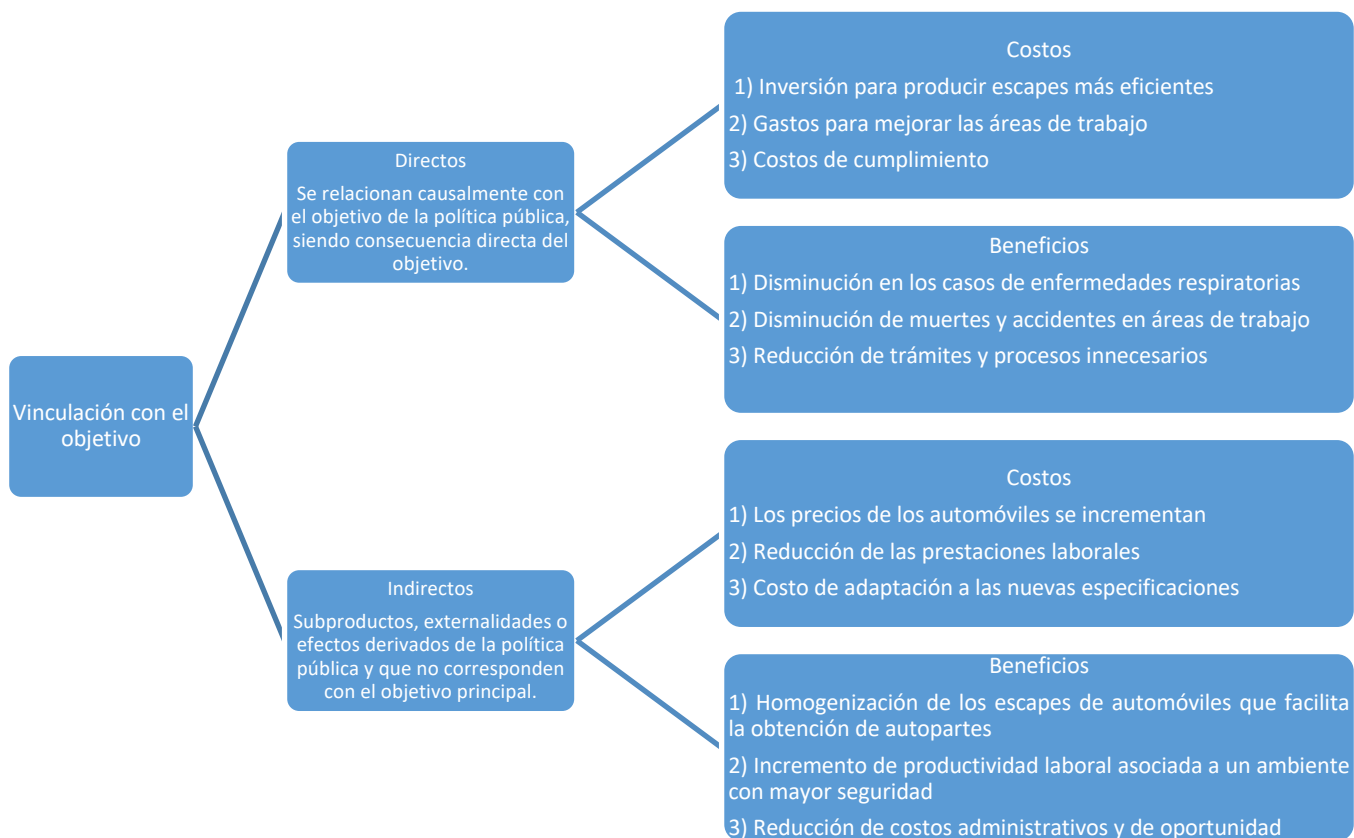 Vinculación con el
objetivo
Directos
Se relacionan causalmente con
el objetivo de la política pública,
siendo consecuencia directa del
objetivo.
Costos
1) Inversión para producir escapes más eficientes
2) Gastos para mejorar las áreas de trabajo
3) Costos de cumplimiento
Beneficios
1) Disminución en los casos de enfermedades respiratorias
2) Disminución de muertes y accidentes en áreas de trabajo
3) Reducción de trámites y procesos innecesarios
Indirectos
Subproductos, externalidades o
efectos derivados de la política
pública y que no corresponden
con el objetivo principal.
Costos
1) Los precios de los automóviles se incrementan
2) Reducción de las prestaciones laborales
3) Costo de adaptación a las nuevas especificaciones
Beneficios
1) Homogenización de los escapes de automóviles que facilita
la obtención de autopartes
2) Incremento de productividad laboral asociada a un ambiente
con mayor seguridad
3) Reducción de costos administrativos y de oportunidad